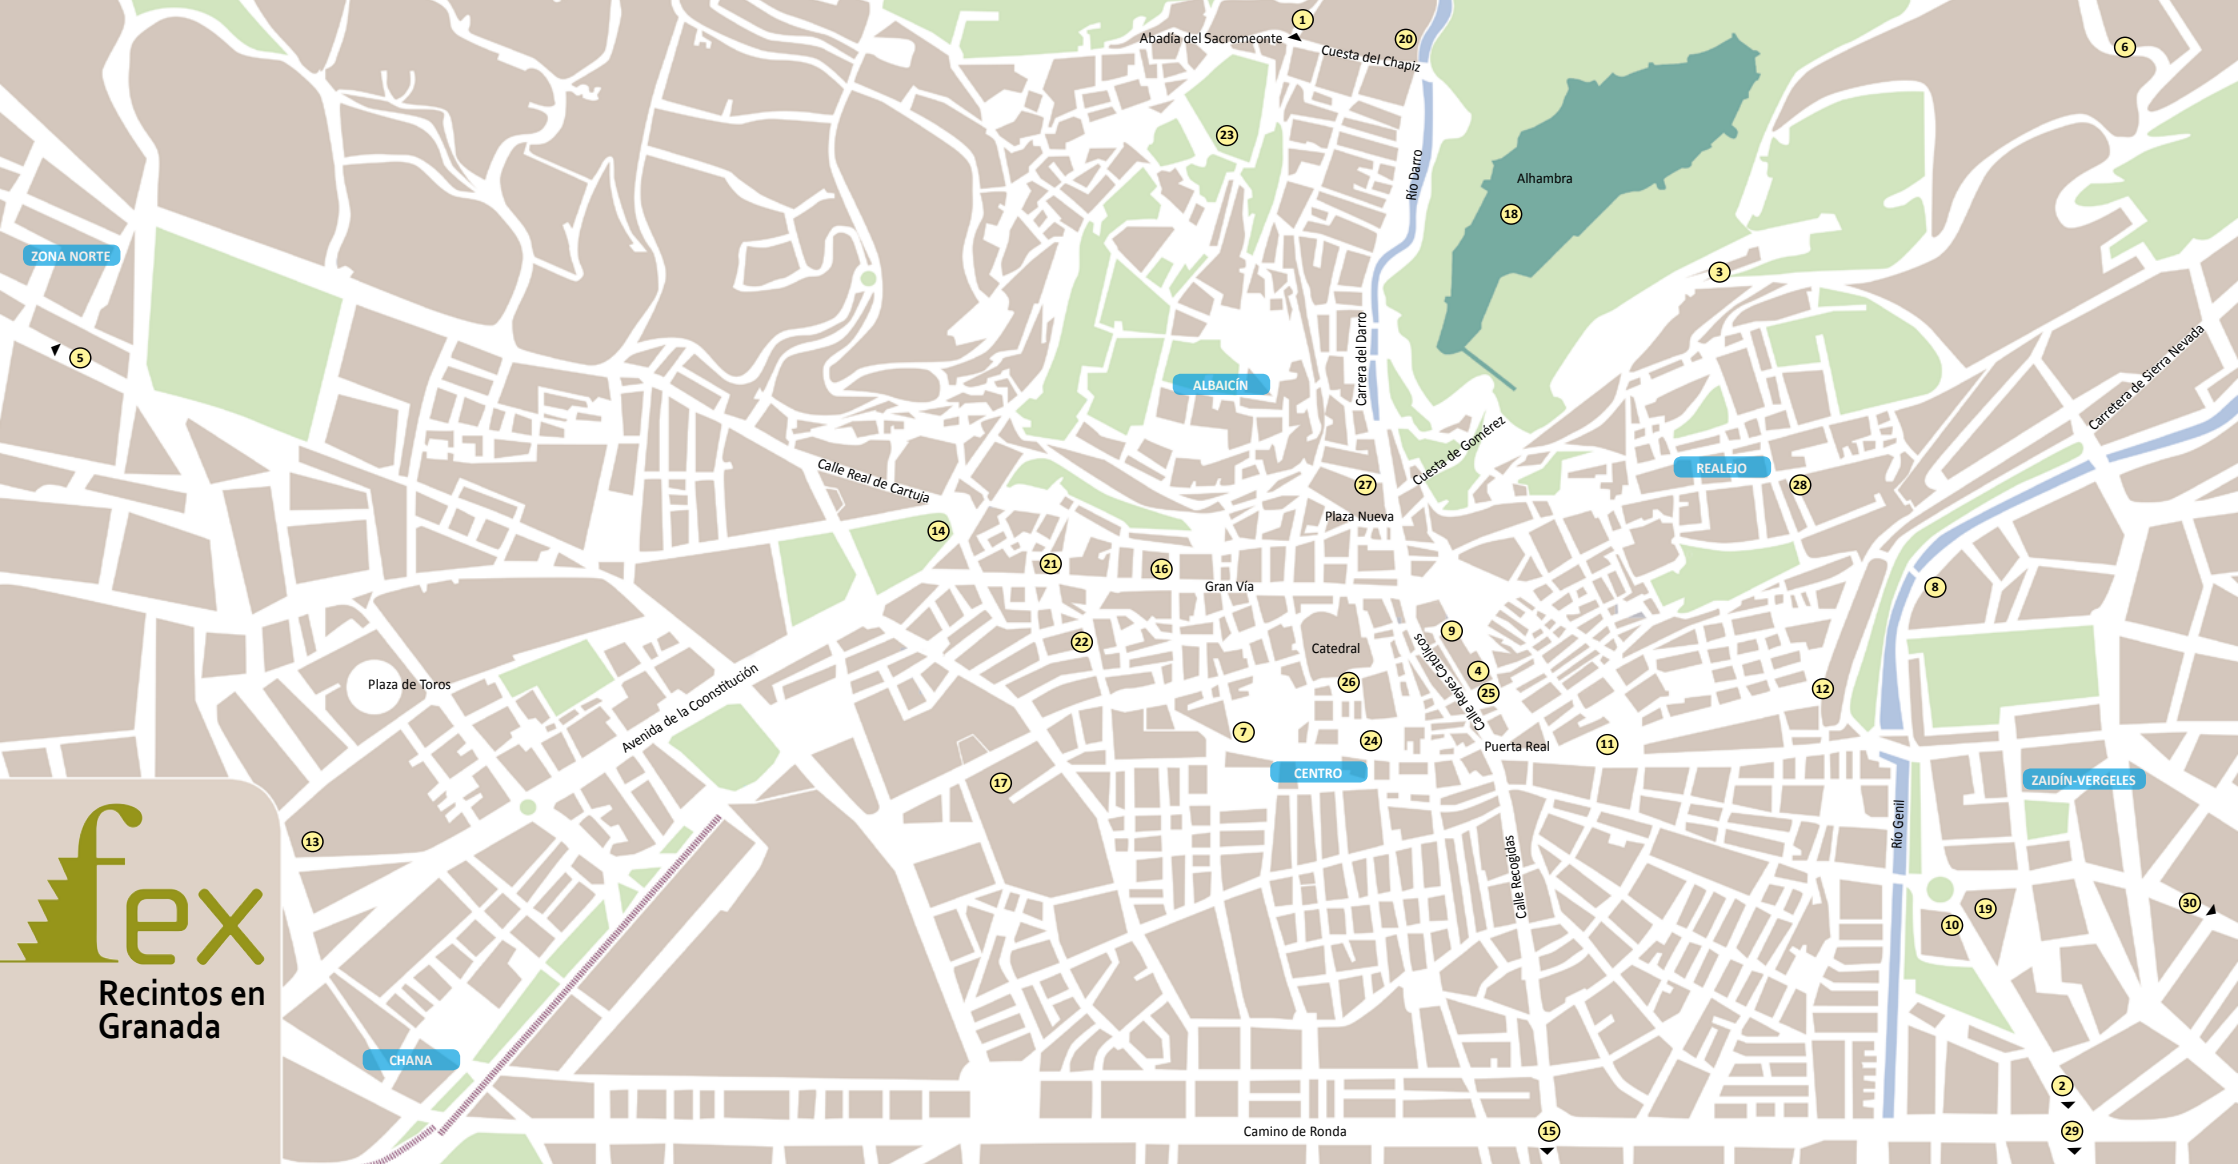 1
Abadía del Sacromeonte
20
Cuesta del Chapiz
6
23
Río Darro
Alhambra
18
ZONA NORTE
3
5
Carrera del Darro
ALBAICÍN
Carretera de Sierra Nevada
Cuesta de Gomérez
Calle Real de Cartuja
REALEJO
27
28
Plaza Nueva
14
21
16
Gran Vía
8
9
22
Catedral
Calle Reyes Católicos
4
26
25
12
Plaza de Toros
Avenida de la Coonstitución
7
24
Puerta Real
11
CENTRO
17
ZAIDÍN-VERGELES
13
Río Genil
Calle Recogidas
fex
30
19
10
Recintos en
Granada
CHANA
2
Camino de Ronda
15
29